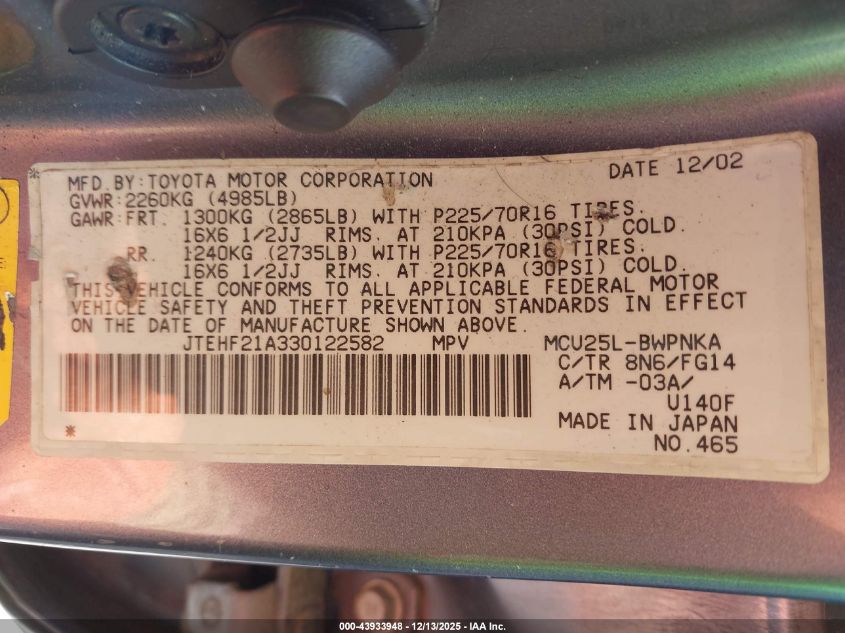 DATE 12/02
MFD. BY: TOYOTA MOTOR CORPORATION
GVWR: 2260KG (4985LB)
GAWR: FRT. 1300KG (2865LB) WITH P225/70R16 TIRES.
16X6 1/2JJ RIMS. AT 210KPA (30PSI) COLD.
RR. 1240KG (2735LB) WITH P225/70R16 TIRES.
16X6 1/2JJ RIMS. AT 210KPA (30PSI) COLD.
THIS VEHICLE CONFORMS TO ALL APPLICABLE FEDERAL MOTOR
VEHICLE SAFETY AND THEFT PREVENTION STANDARDS IN EFFECT
ON THE DATE OF MANUFACTURE SHOWN ABOVE.
JTEHF21A330122582 MPV MCU25L-BWPNKA
C/TR 8N6/FG14
A/TM -03A/
U140F
MADE IN JAPAN
NO. 465
000-43933948 - 12/13/2025 - IAA Inc.